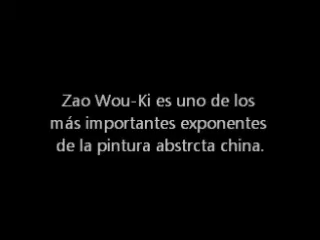 Zao Wou-Ki es uno de los
más importantes exponentes
de la pintura abstrcta china.